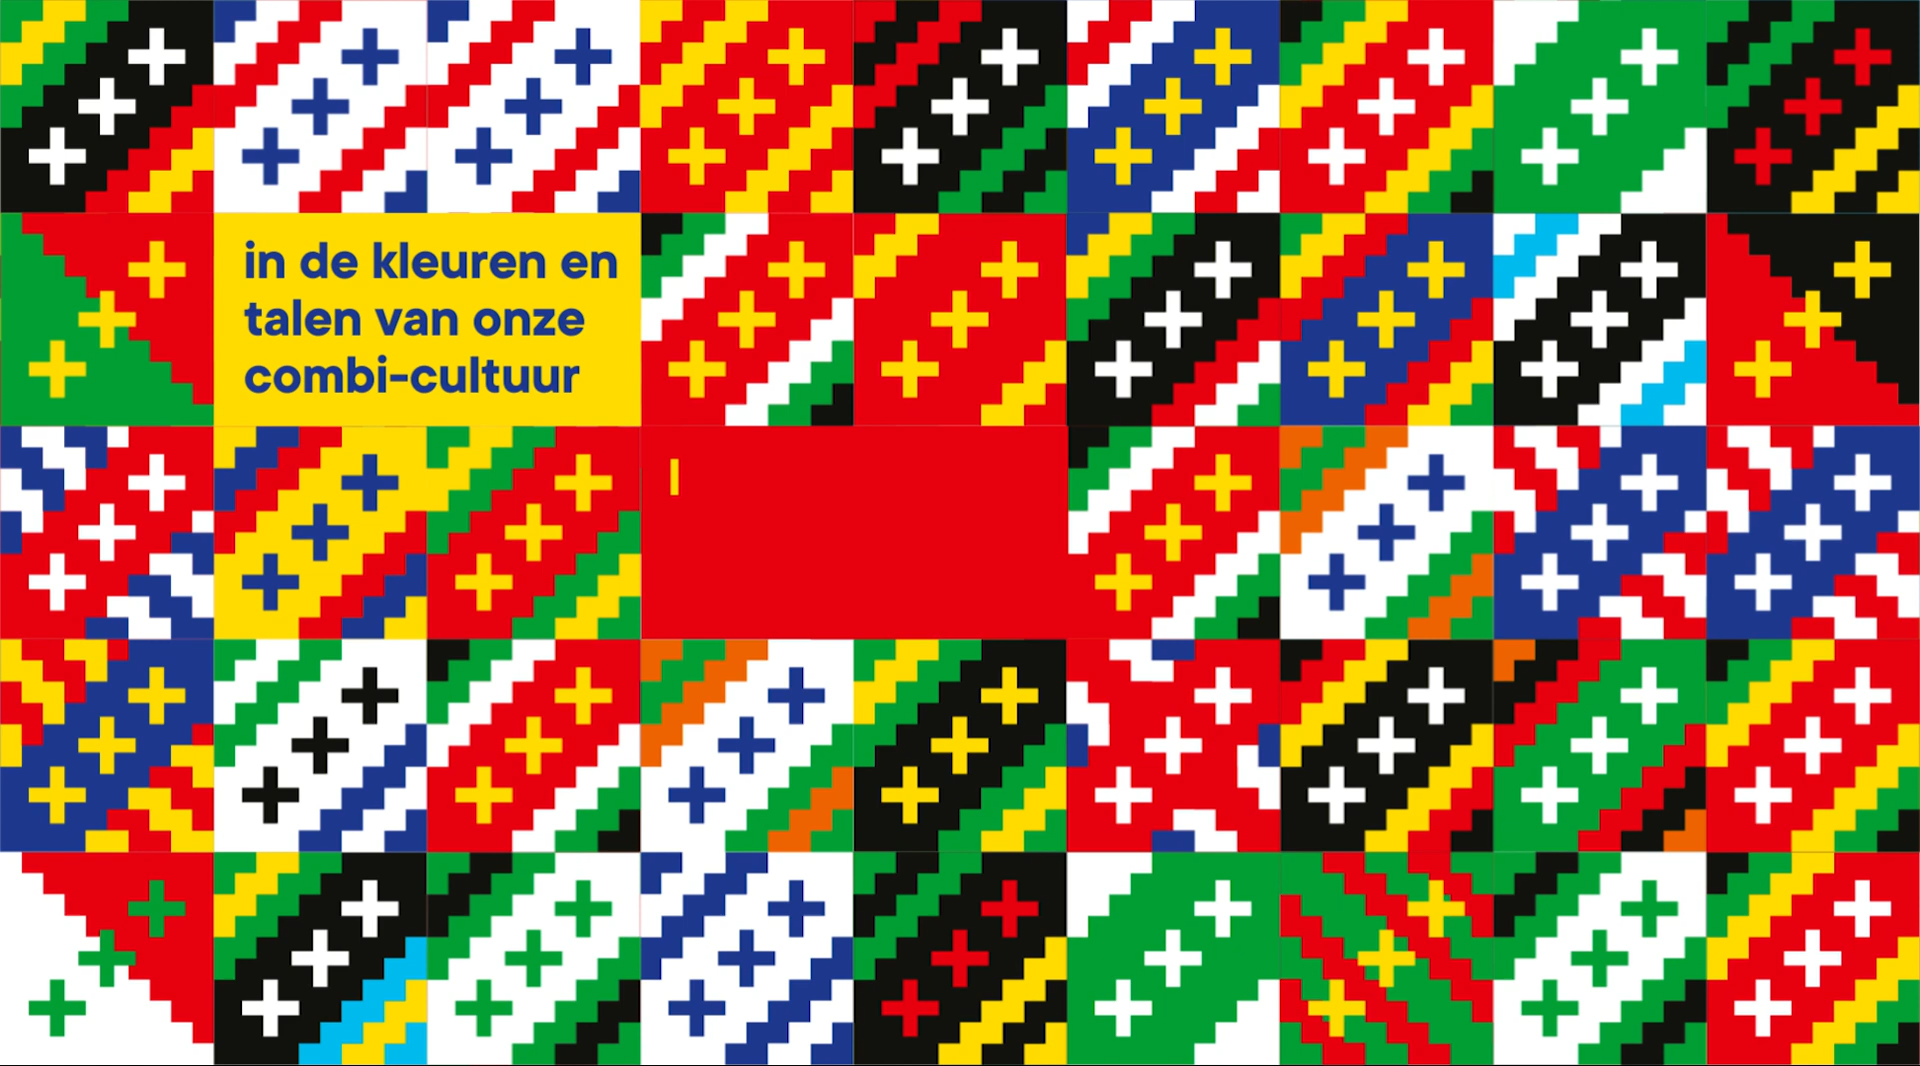 in de kleuren en
talen van onze
combi-cultuur